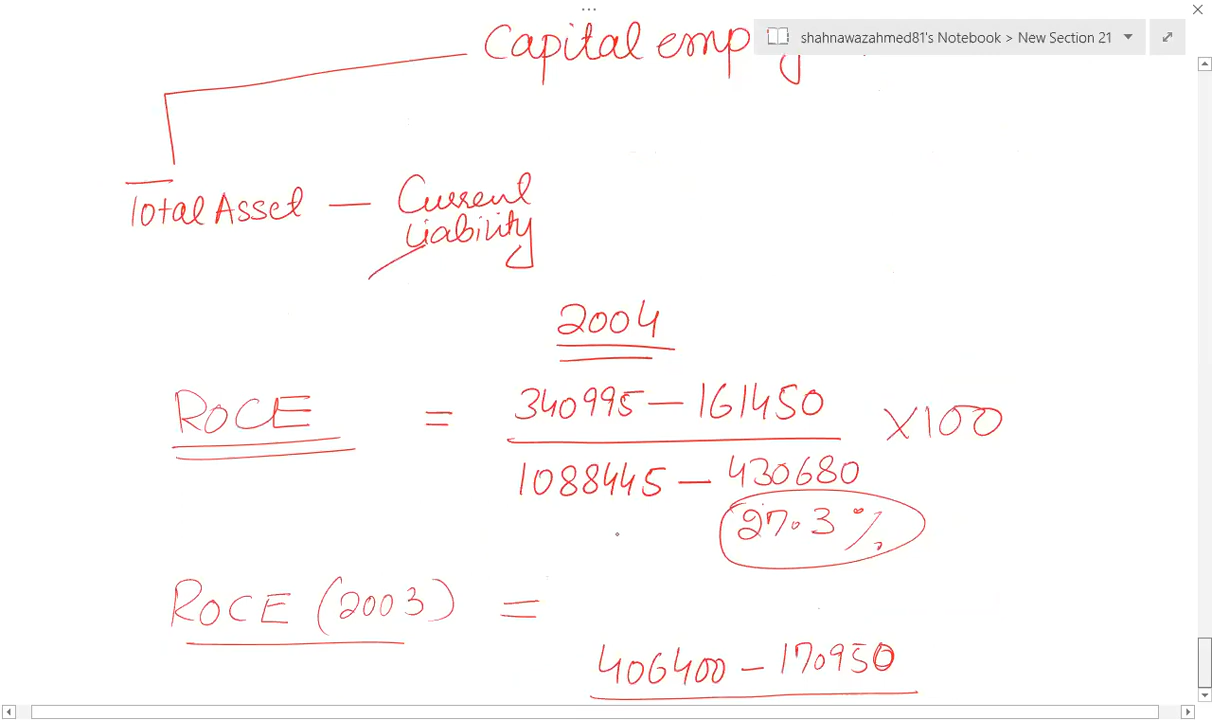 ...
shahnawazahmed81's Notebook > New Section 21
Capital emp
Total Asset — Current
Liability
2004
ROCE = 340995 — 161450 X100
1088445 — 430680
27.3%
ROCE (2003) =
406400 — 170950